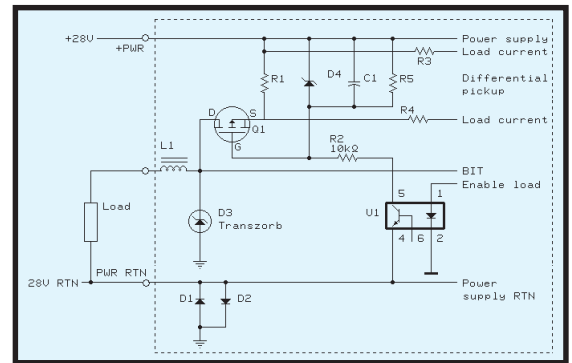 +28V
+PWR
Power supply
Load current
R3
R1
D4
C1
R5
Differential
pickup
D
S
Q1
G
R4
Load current
R2
10kΩ
L1
BIT
Enable load
5
1
U1
4
6
2
Load
D3
Transzorb
28V RTN
PWR RTN
Power
supply RTN
D1
D2